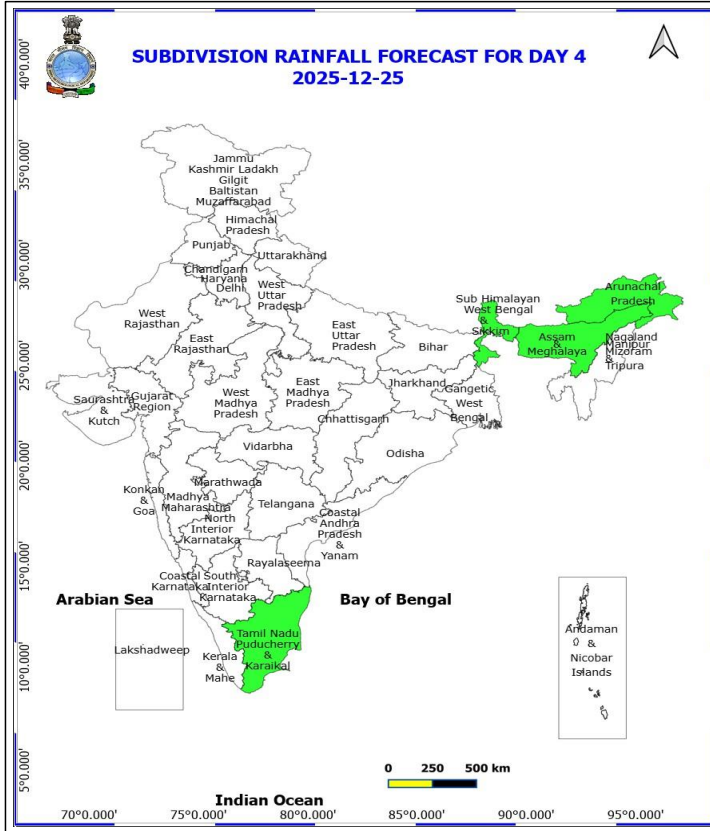 SUBDIVISION RAINFALL FORECAST FOR DAY 4
2025-12-25
40°0.000'
35°0.000'
30°0.000'
25°0.000'
20°0.000'
15°0.000'
10°0.000'
5°0.000'
Jammu
Kashmir Ladakh
Gilgit
Baltistan
Muzaffarabad
Himachal
Pradesh
Punjab
Uttarakhand
Chandigarh
Haryana
Delhi
West
Uttar
Pradesh
West
Rajasthan
East
Rajasthan
East
Uttar
Pradesh
Bihar
Sub Himalayan
West Bengal
&
Sikkim
Arunachal
Pradesh
Assam
&
Meghalaya
Nagaland
Manipur
Mizoram
&
Tripura
Saurashtra
&
Kutch
Gujarat
Region
West
Madhya
Pradesh
East
Madhya
Pradesh
Jharkhand
Gangetic
West
Bengal
Chhattisgarh
Odisha
Vidarbha
Konkan
&
Goa
Madhya
Maharashtra
Marathwada
Telangana
North
Interior
Karnataka
Coastal
Andhra
Pradesh
&
Yanam
Rayalaseema
Coastal
Karnataka
South
Interior
Karnataka
Arabian Sea
Bay of Bengal
Lakshadweep
Kerala
&
Mahe
Tamil Nadu
Puducherry
&
Karaikal
Andaman
&
Nicobar
Islands
0 250 500 km
Indian Ocean
70°0.000' 75°0.000' 80°0.000' 85°0.000' 90°0.000' 95°0.000'